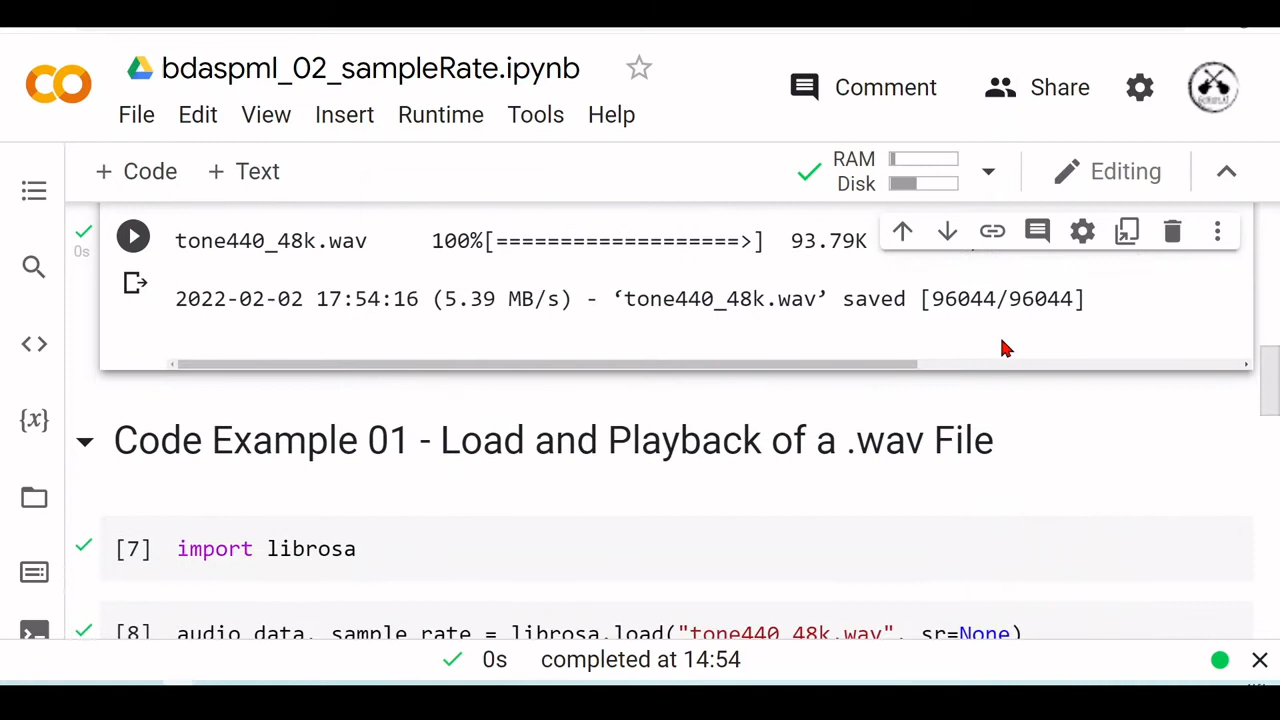 bdaspml_02_sampleRate.ipynb
Comment
Share
File Edit View Insert Runtime Tools Help
+ Code + Text
RAM
Disk
Editing
0s
tone440_48k.wav 100%[===================>] 93.79K
2022-02-02 17:54:16 (5.39 MB/s) - ‘tone440_48k.wav’ saved [96044/96044]
{x}
Code Example 01 - Load and Playback of a .wav File
[7] import librosa
[8] audio_data, sample_rate = librosa.load("tone440_48k.wav", sr=None)
0s completed at 14:54